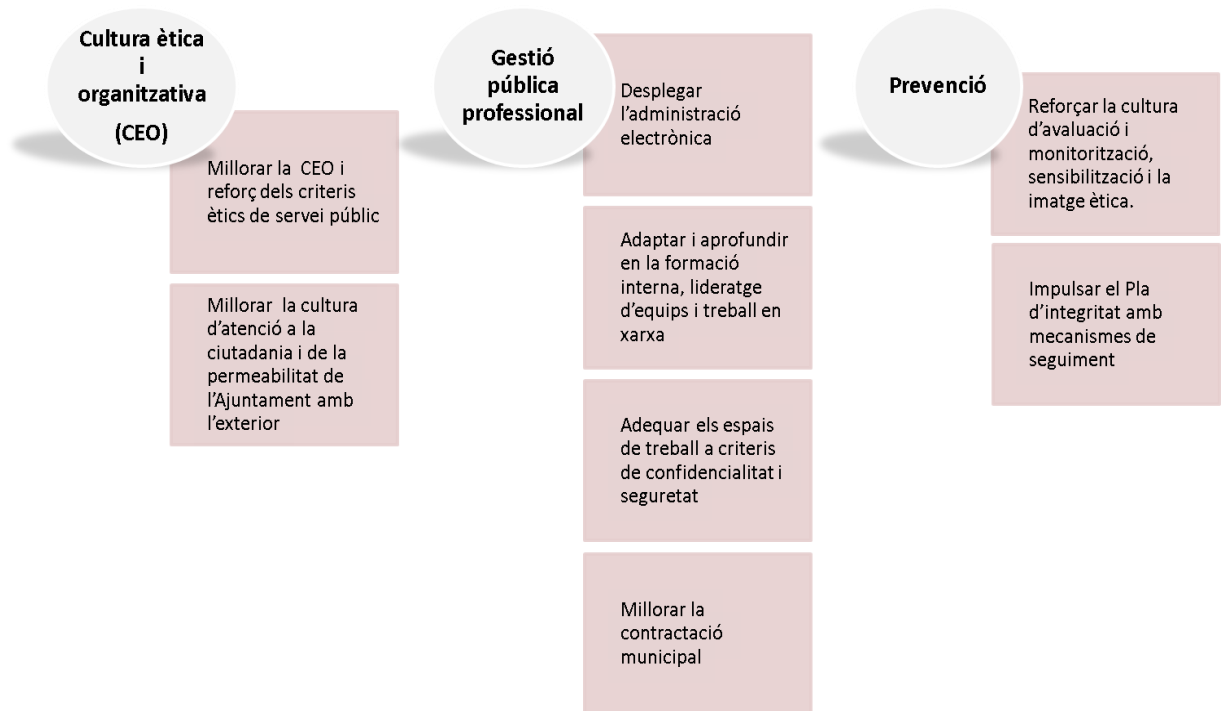 Cultura ètica
i
organitzativa
(CEO)
Millorar la CEO i
reforç dels criteris
ètics de servei públic
Millorar la cultura
d'atenció a la
ciutadania i de la
permeabilitat de
l'Ajuntament amb
l'exterior
Gestió
pública
professional
Desplegar
l'administració
electrònica
Adaptar i aprofundir
en la formació
interna, lideratge
d'equips i treball en
xarxa
Adequar els espais
de treball a criteris
de confidencialitat i
seguretat
Millorar la
contractació
municipal
Prevenció
Reforçar la cultura
d'avaluació i
monitorització,
sensibilització i la
imatge ètica.
Impulsar el Pla
d'integritat amb
mecanismes de
seguiment